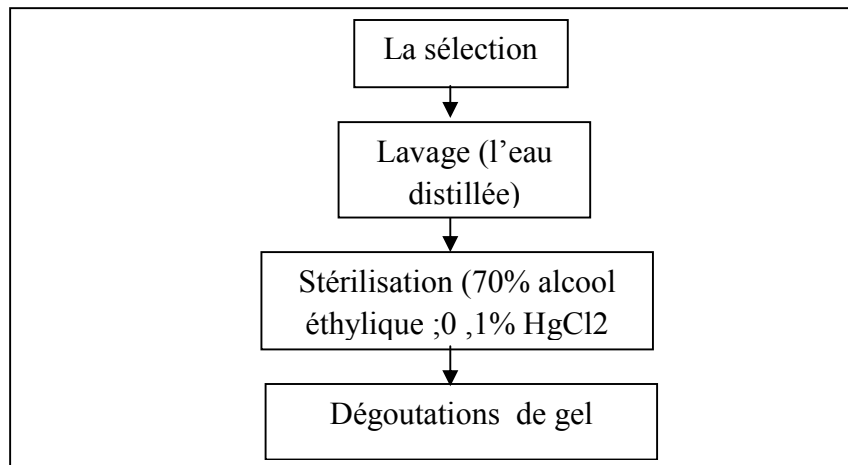 La sélection
Lavage (l’eau
distillée)
Stérilisation (70% alcool
éthylique ;0 ,1% HgCl2
Dégoutations de gel